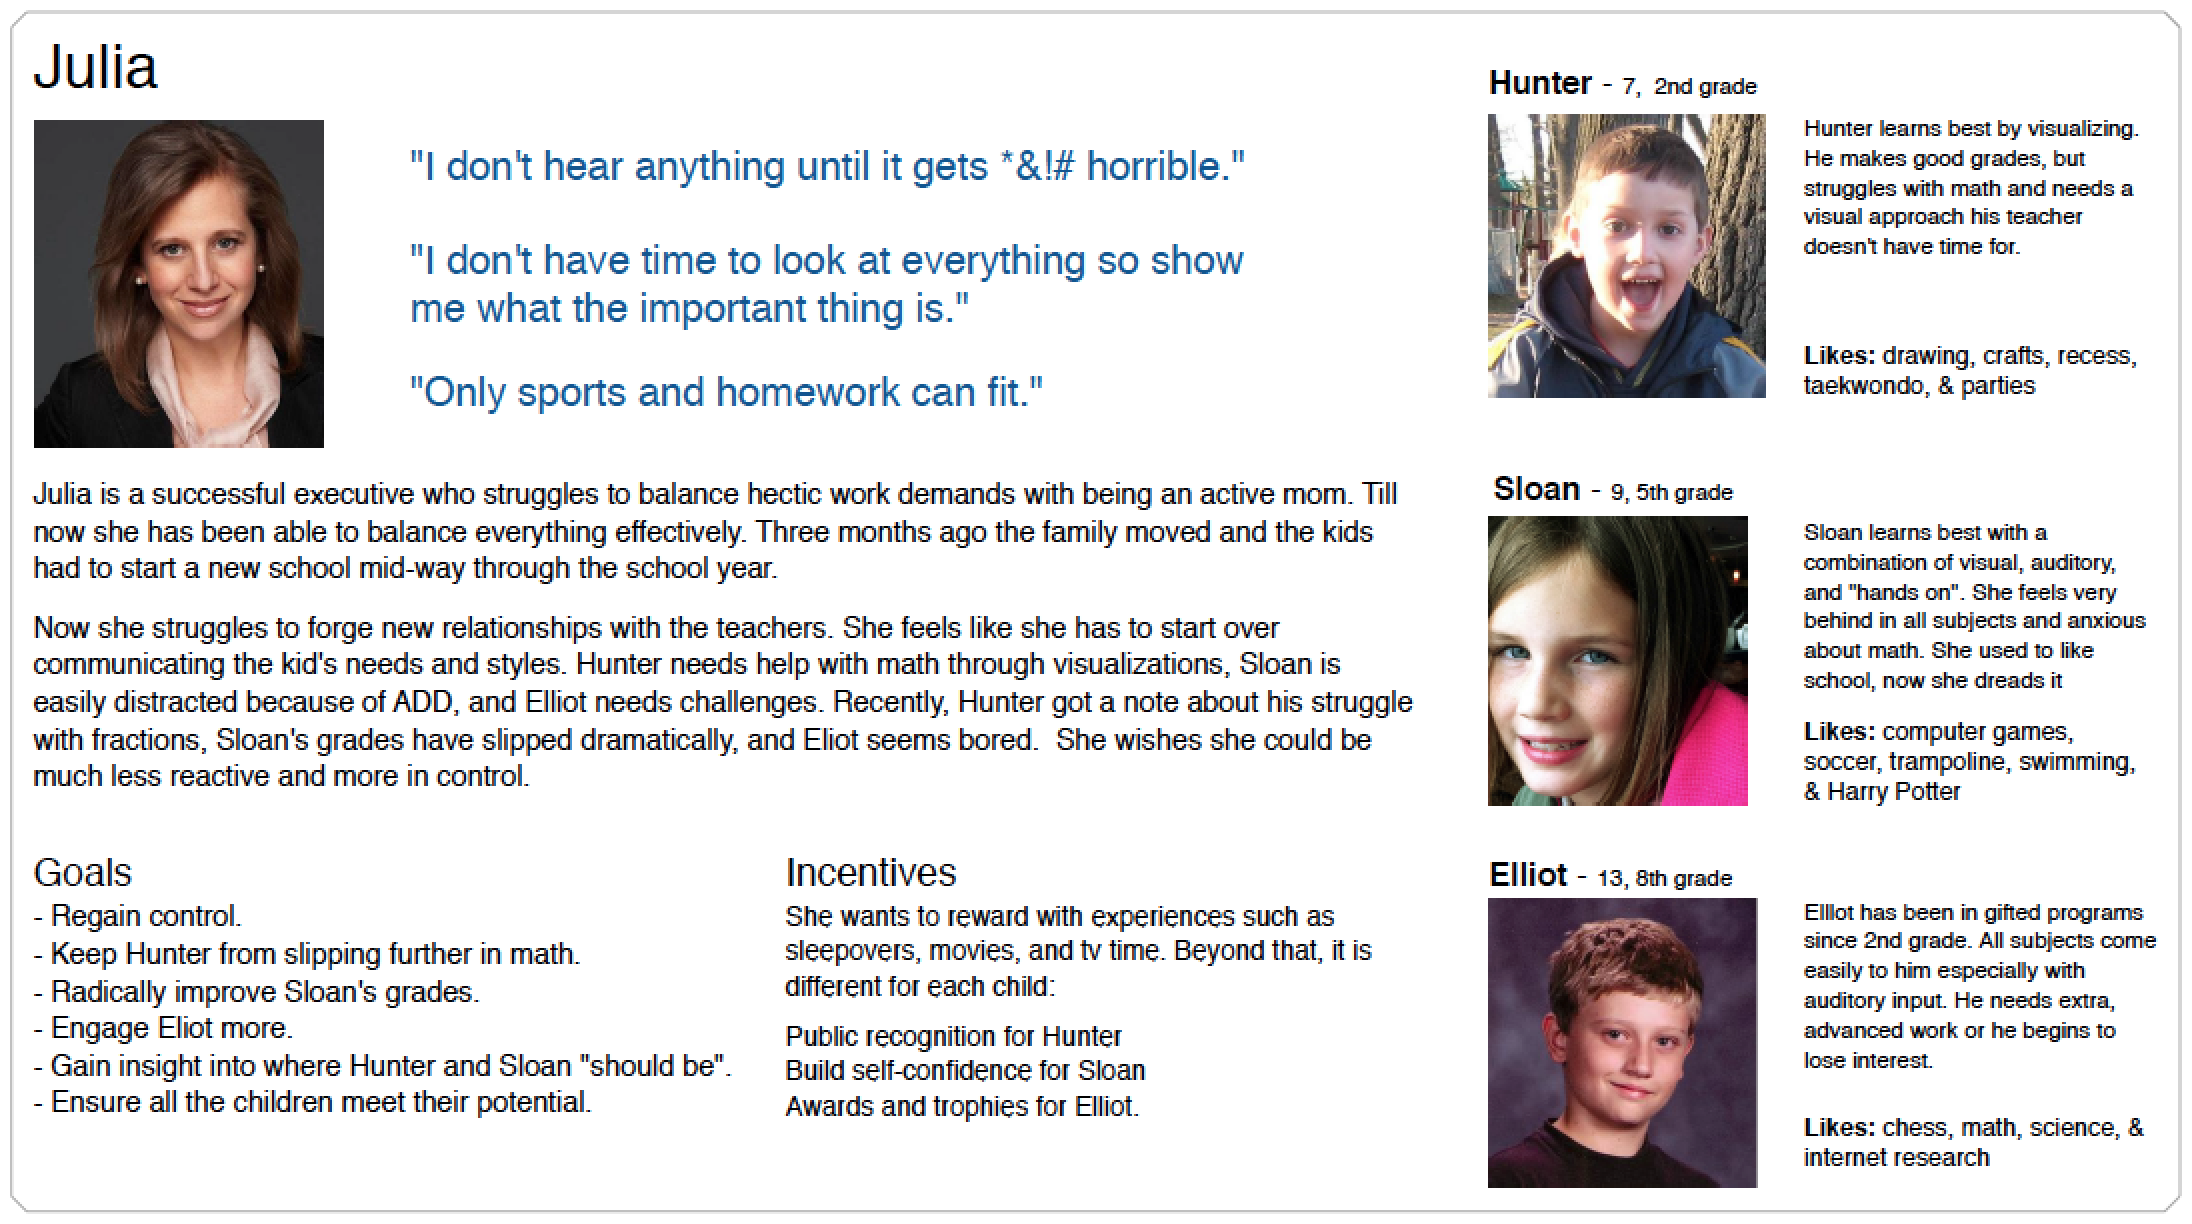 Julia
"I don't hear anything until it gets *&!# horrible."
"I don't have time to look at everything so show
me what the important thing is."
"Only sports and homework can fit."
Julia is a successful executive who struggles to balance hectic work demands with being an active mom. Till
now she has been able to balance everything effectively. Three months ago the family moved and the kids
had to start a new school mid-way through the school year.
Now she struggles to forge new relationships with the teachers. She feels like she has to start over
communicating the kid's needs and styles. Hunter needs help with math through visualizations, Sloan is
easily distracted because of ADD, and Elliot needs challenges. Recently, Hunter got a note about his struggle
with fractions, Sloan's grades have slipped dramatically, and Eliot seems bored.  She wishes she could be
much less reactive and more in control.
Goals
- Regain control.
- Keep Hunter from slipping further in math.
- Radically improve Sloan's grades.
- Engage Eliot more.
- Gain insight into where Hunter and Sloan "should be".
- Ensure all the children meet their potential.
Incentives
She wants to reward with experiences such as
sleepovers, movies, and tv time. Beyond that, it is
different for each child:
Public recognition for Hunter
Build self-confidence for Sloan
Awards and trophies for Elliot.
Hunter - 7,  2nd grade
Hunter learns best by visualizing.
He makes good grades, but
struggles with math and needs a
visual approach his teacher
doesn't have time for.
Likes: drawing, crafts, recess,
taekwondo, & parties
Sloan - 9, 5th grade
Sloan learns best with a
combination of visual, auditory,
and "hands on". She feels very
behind in all subjects and anxious
about math. She used to like
school, now she dreads it
Likes: computer games,
soccer, trampoline, swimming,
& Harry Potter
Elliot - 13, 8th grade
Elllot has been in gifted programs
since 2nd grade. All subjects come
easily to him especially with
auditory input. He needs extra,
advanced work or he begins to
lose interest.
Likes: chess, math, science, &
internet research